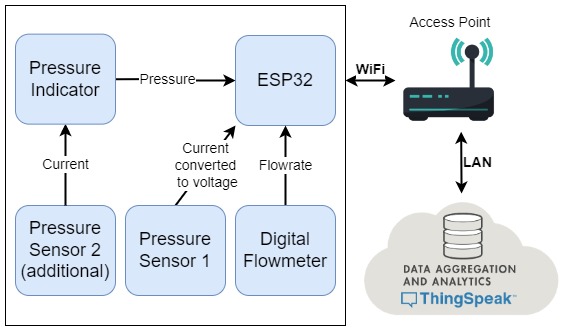 Access Point
Pressure
Indicator
Pressure
ESP32
WiFi
Current
Current
converted
to voltage
Flowrate
LAN
Pressure
Sensor 2
(additional)
Pressure
Sensor 1
Digital
Flowmeter
DATA AGGREGATION
AND ANALYTICS
ThingSpeak™